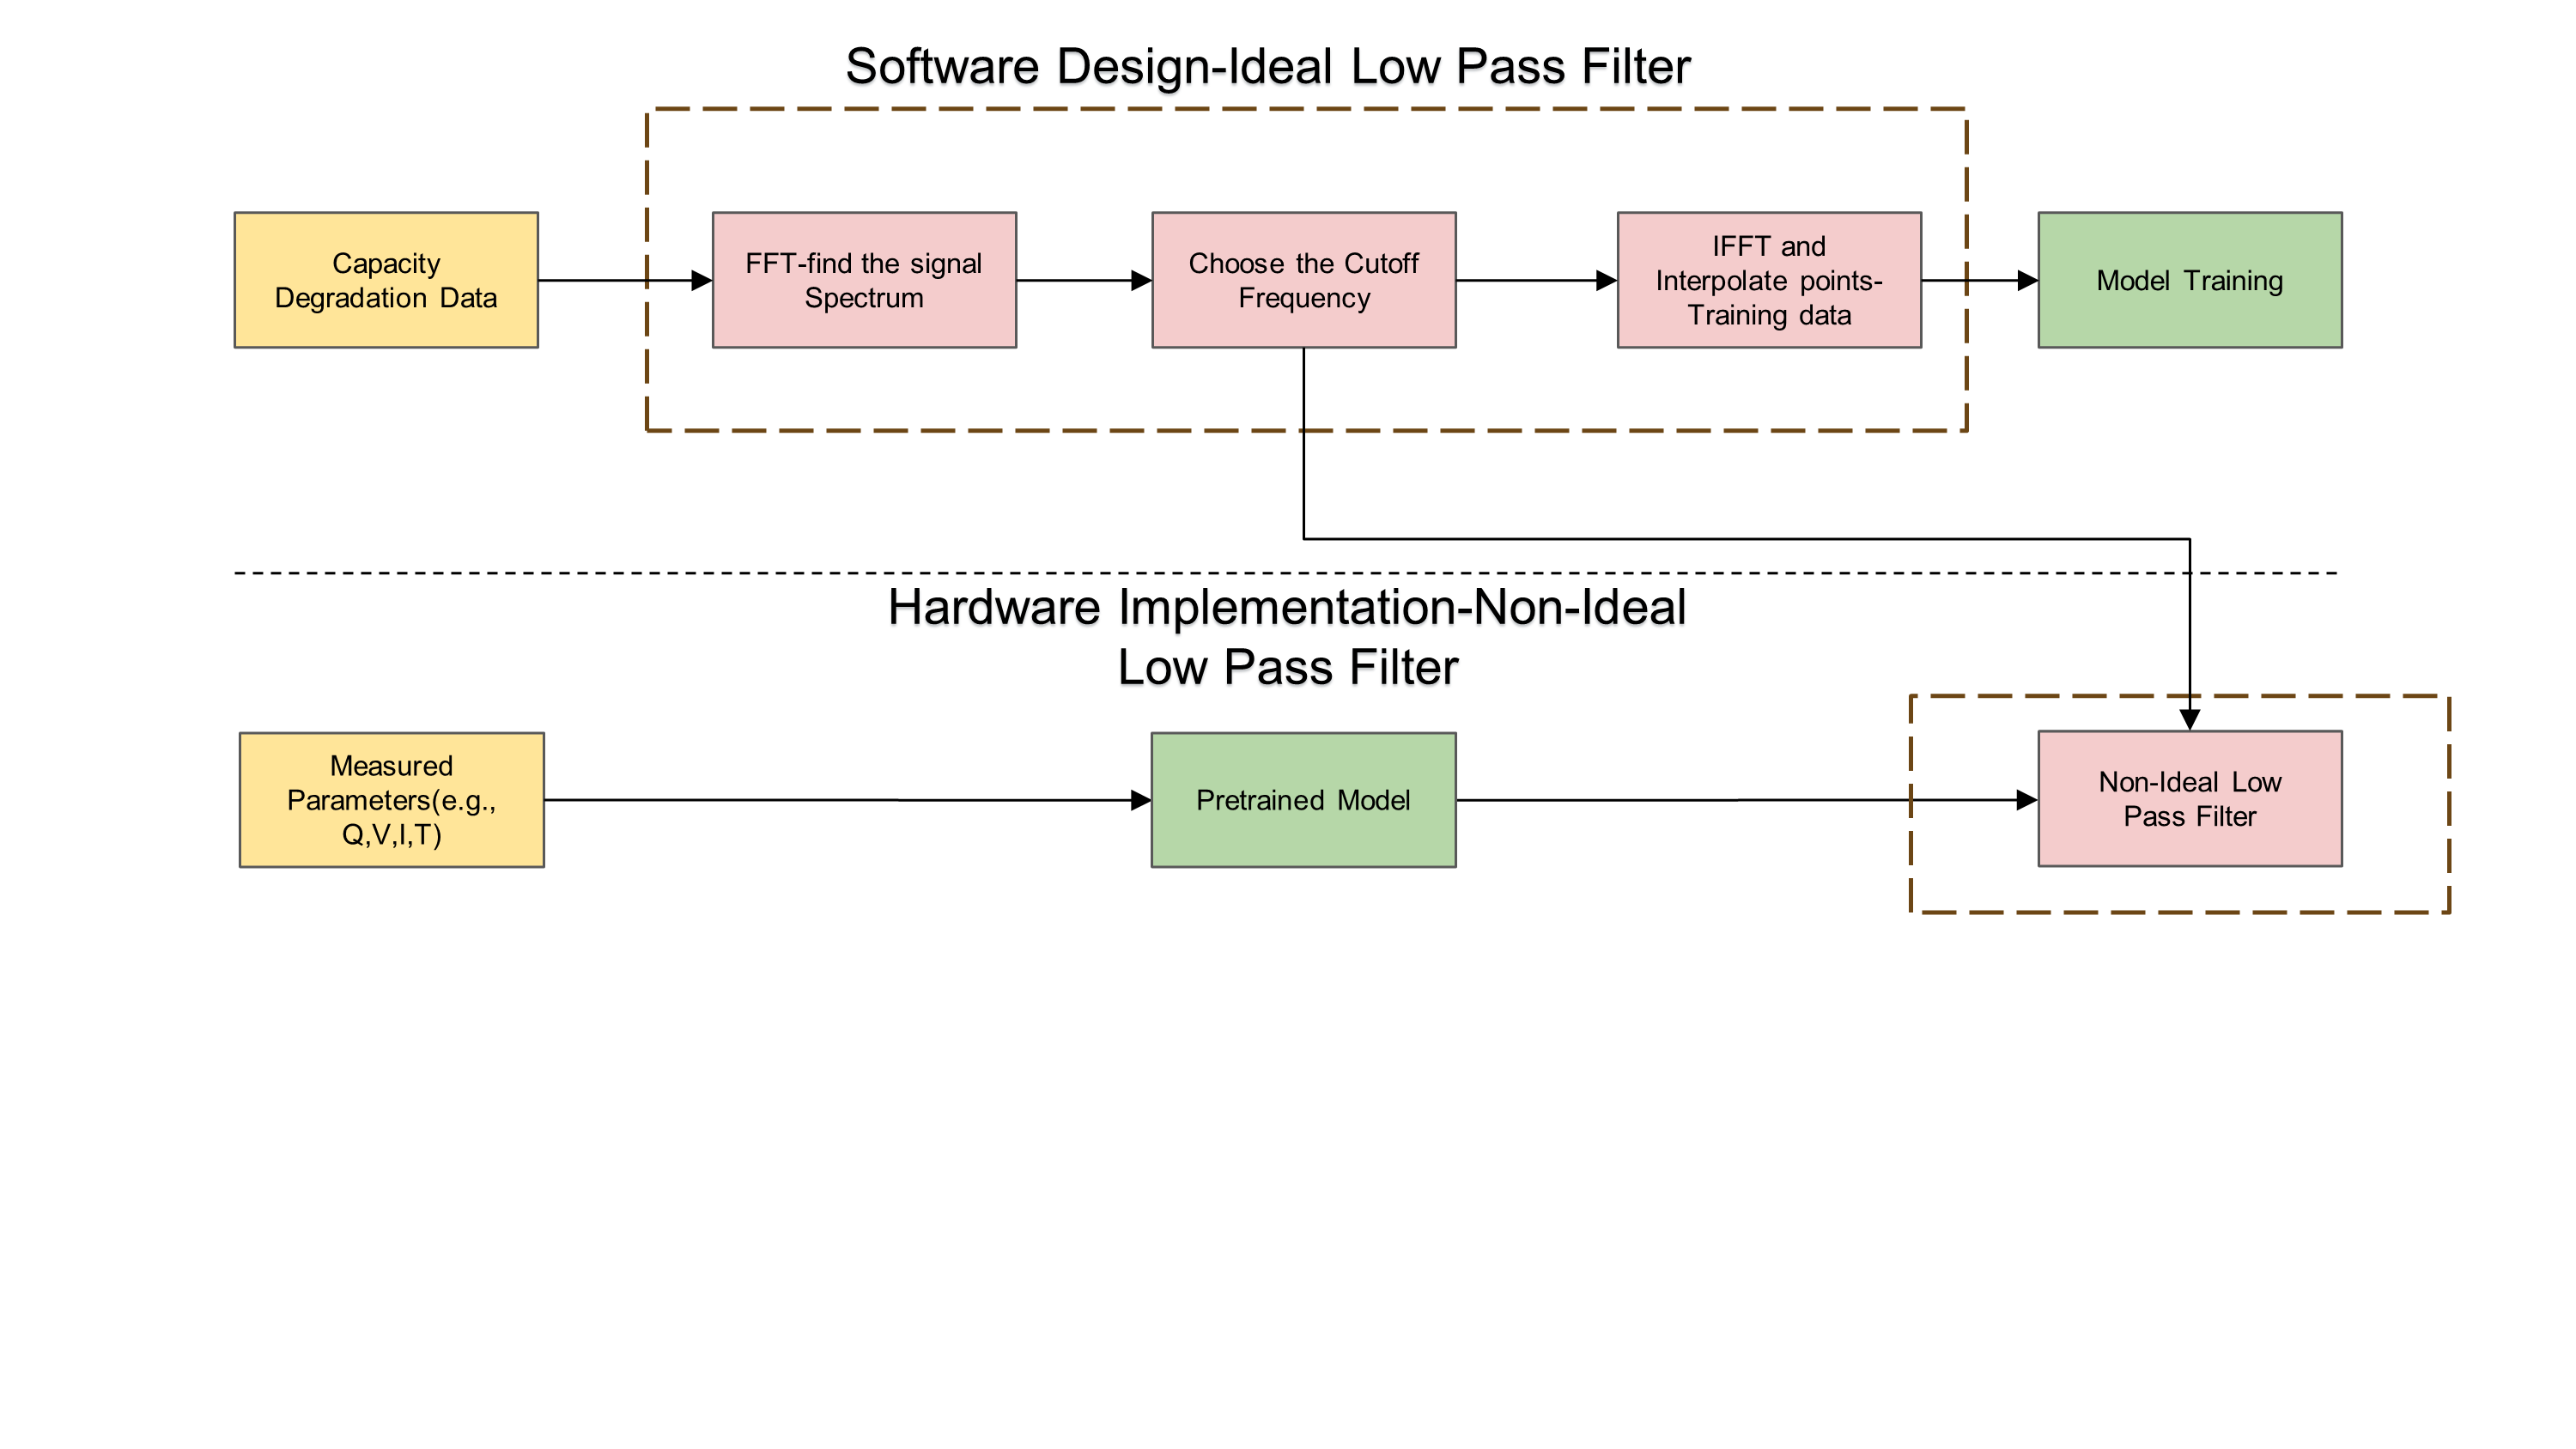 Software Design-Ideal Low Pass Filter
Capacity
Degradation Data
FFT-find the signal
Spectrum
Choose the Cutoff
Frequency
IFFT and
Interpolate points-
Training data
Model Training
Hardware Implementation-Non-Ideal
Low Pass Filter
Measured
Parameters(e.g.,
Q,V,I,T)
Pretrained Model
Non-Ideal Low
Pass Filter